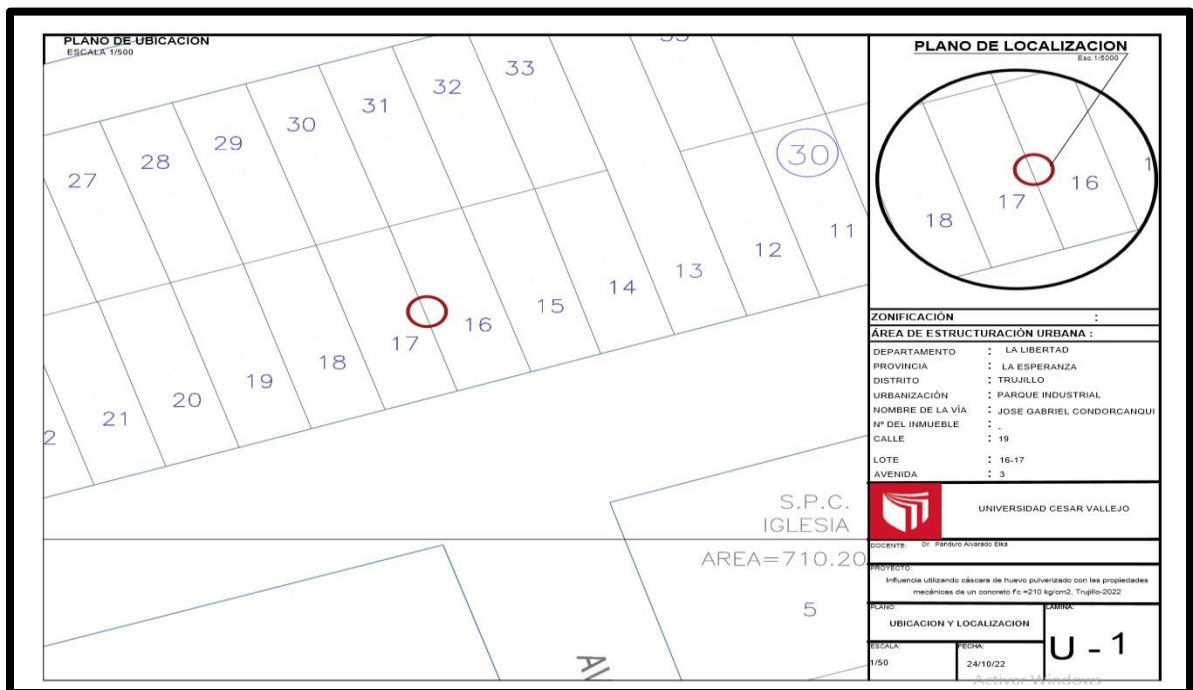 PLANO DE UBICACION
ESCALA 1/500
33
32
31
30
29
28
27
30
11
12
13
14
15
16
17
18
19
20
21
2
S.P.C.
IGLESIA
AREA=710.20
5
PLANO DE LOCALIZACION
Esc.1/5000
16
17
18
1
ZONIFICACIÓN :
ÁREA DE ESTRUCTURACIÓN URBANA :
DEPARTAMENTO : LA LIBERTAD
PROVINCIA : LA ESPERANZA
DISTRITO : TRUJILLO
URBANIZACIÓN : PARQUE INDUSTRIAL
NOMBRE DE LA VÍA : JOSE GABRIEL CONDORCANQUI
Nº DEL INMUEBLE : -
CALLE : 19
LOTE : 16-17
AVENIDA : 3
UNIVERSIDAD CESAR VALLEJO
DOCENTE: Dr. Panduro Alvarado Elka
PROYECTO:
Influencia utilizando cáscara de huevo pulverizado con las propiedades
mecánicas de un concreto f'c =210 kg/cm2. Trujillo-2022
PLANO:
UBICACION Y LOCALIZACION
LAMINA:
U - 1
ESCALA:
1/50
FECHA:
24/10/22
Activar Windows